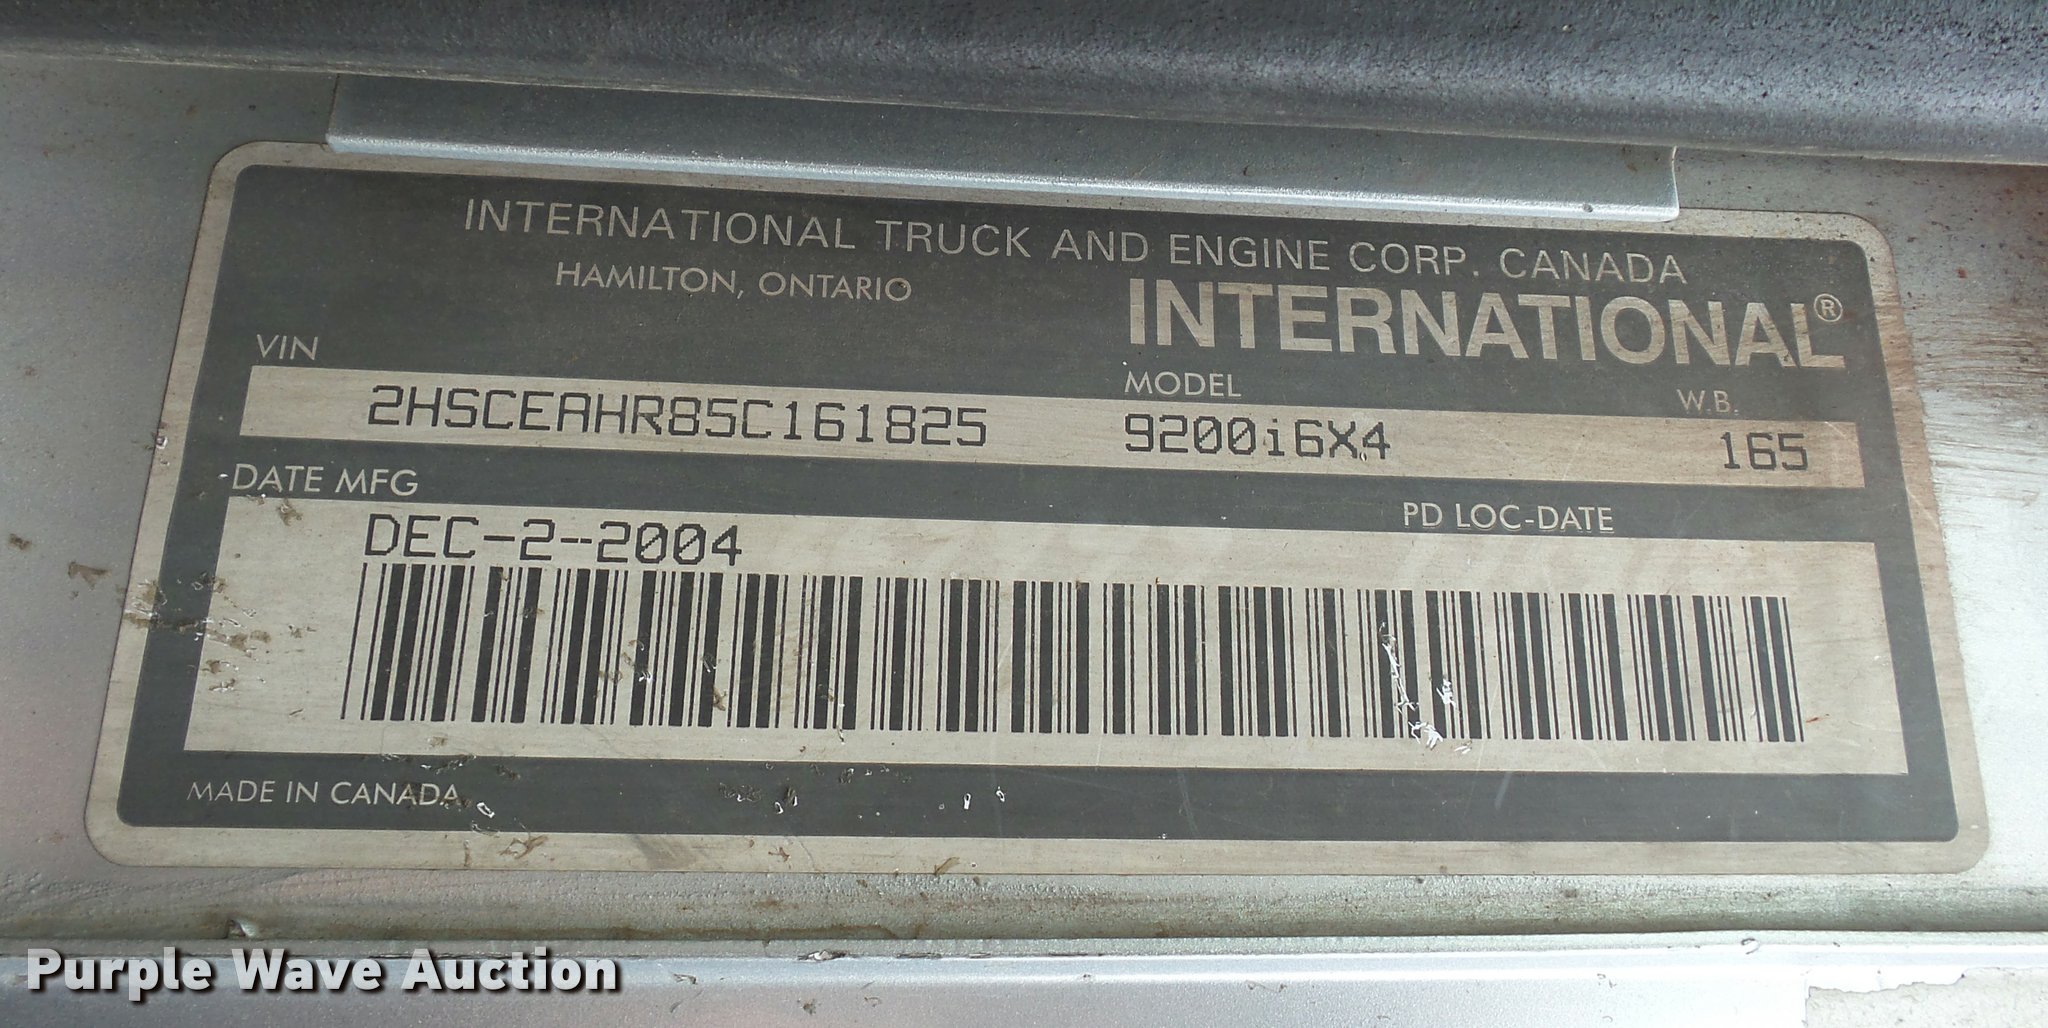 INTERNATIONAL TRUCK AND ENGINE CORP. CANADA
HAMILTON, ONTARIO
INTERNATIONAL®
VIN
MODEL
W.B.
2HSCEAHR85C161825
9200i6X4
165
DATE MFG
PD LOC-DATE
DEC-2-2004
MADE IN CANADA
Purple Wave Auction